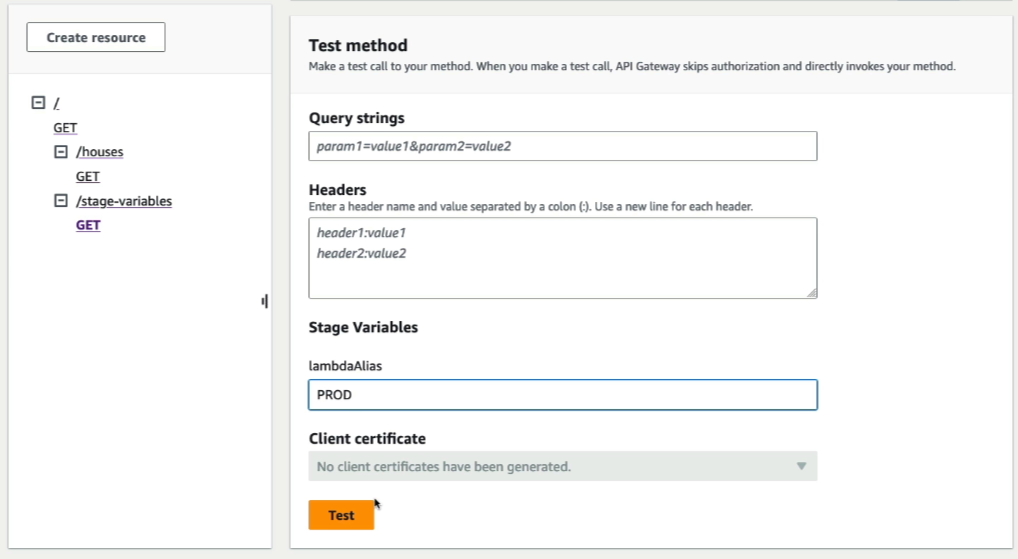 Create resource
/
GET
/houses
GET
/stage-variables
GET
Test method
Make a test call to your method. When you make a test call, API Gateway skips authorization and directly invokes your method.
Query strings
param1=value1&param2=value2
Headers
Enter a header name and value separated by a colon (:). Use a new line for each header.
header1:value1
header2:value2
Stage Variables
lambdaAlias
PROD
Client certificate
No client certificates have been generated.
Test